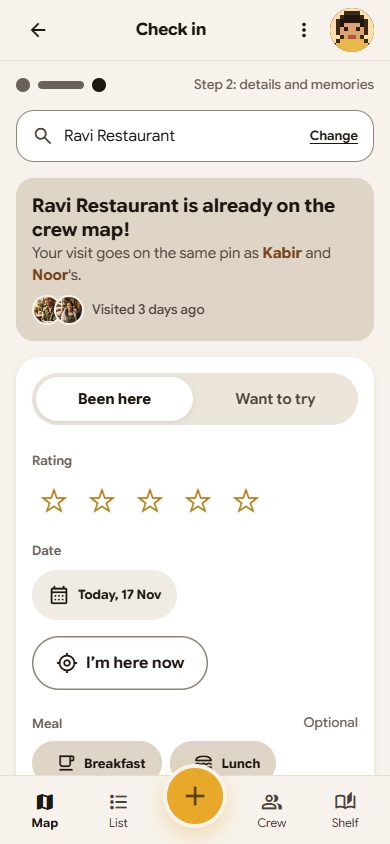 Check in
Step 2: details and memories
Ravi Restaurant
Change
Ravi Restaurant is already on the
crew map!
Your visit goes on the same pin as Kabir and
Noor's.
Visited 3 days ago
Been here
Want to try
Rating
Date
Today, 17 Nov
I'm here now
Meal
Optional
Breakfast
Lunch
Map
List
Crew
Shelf